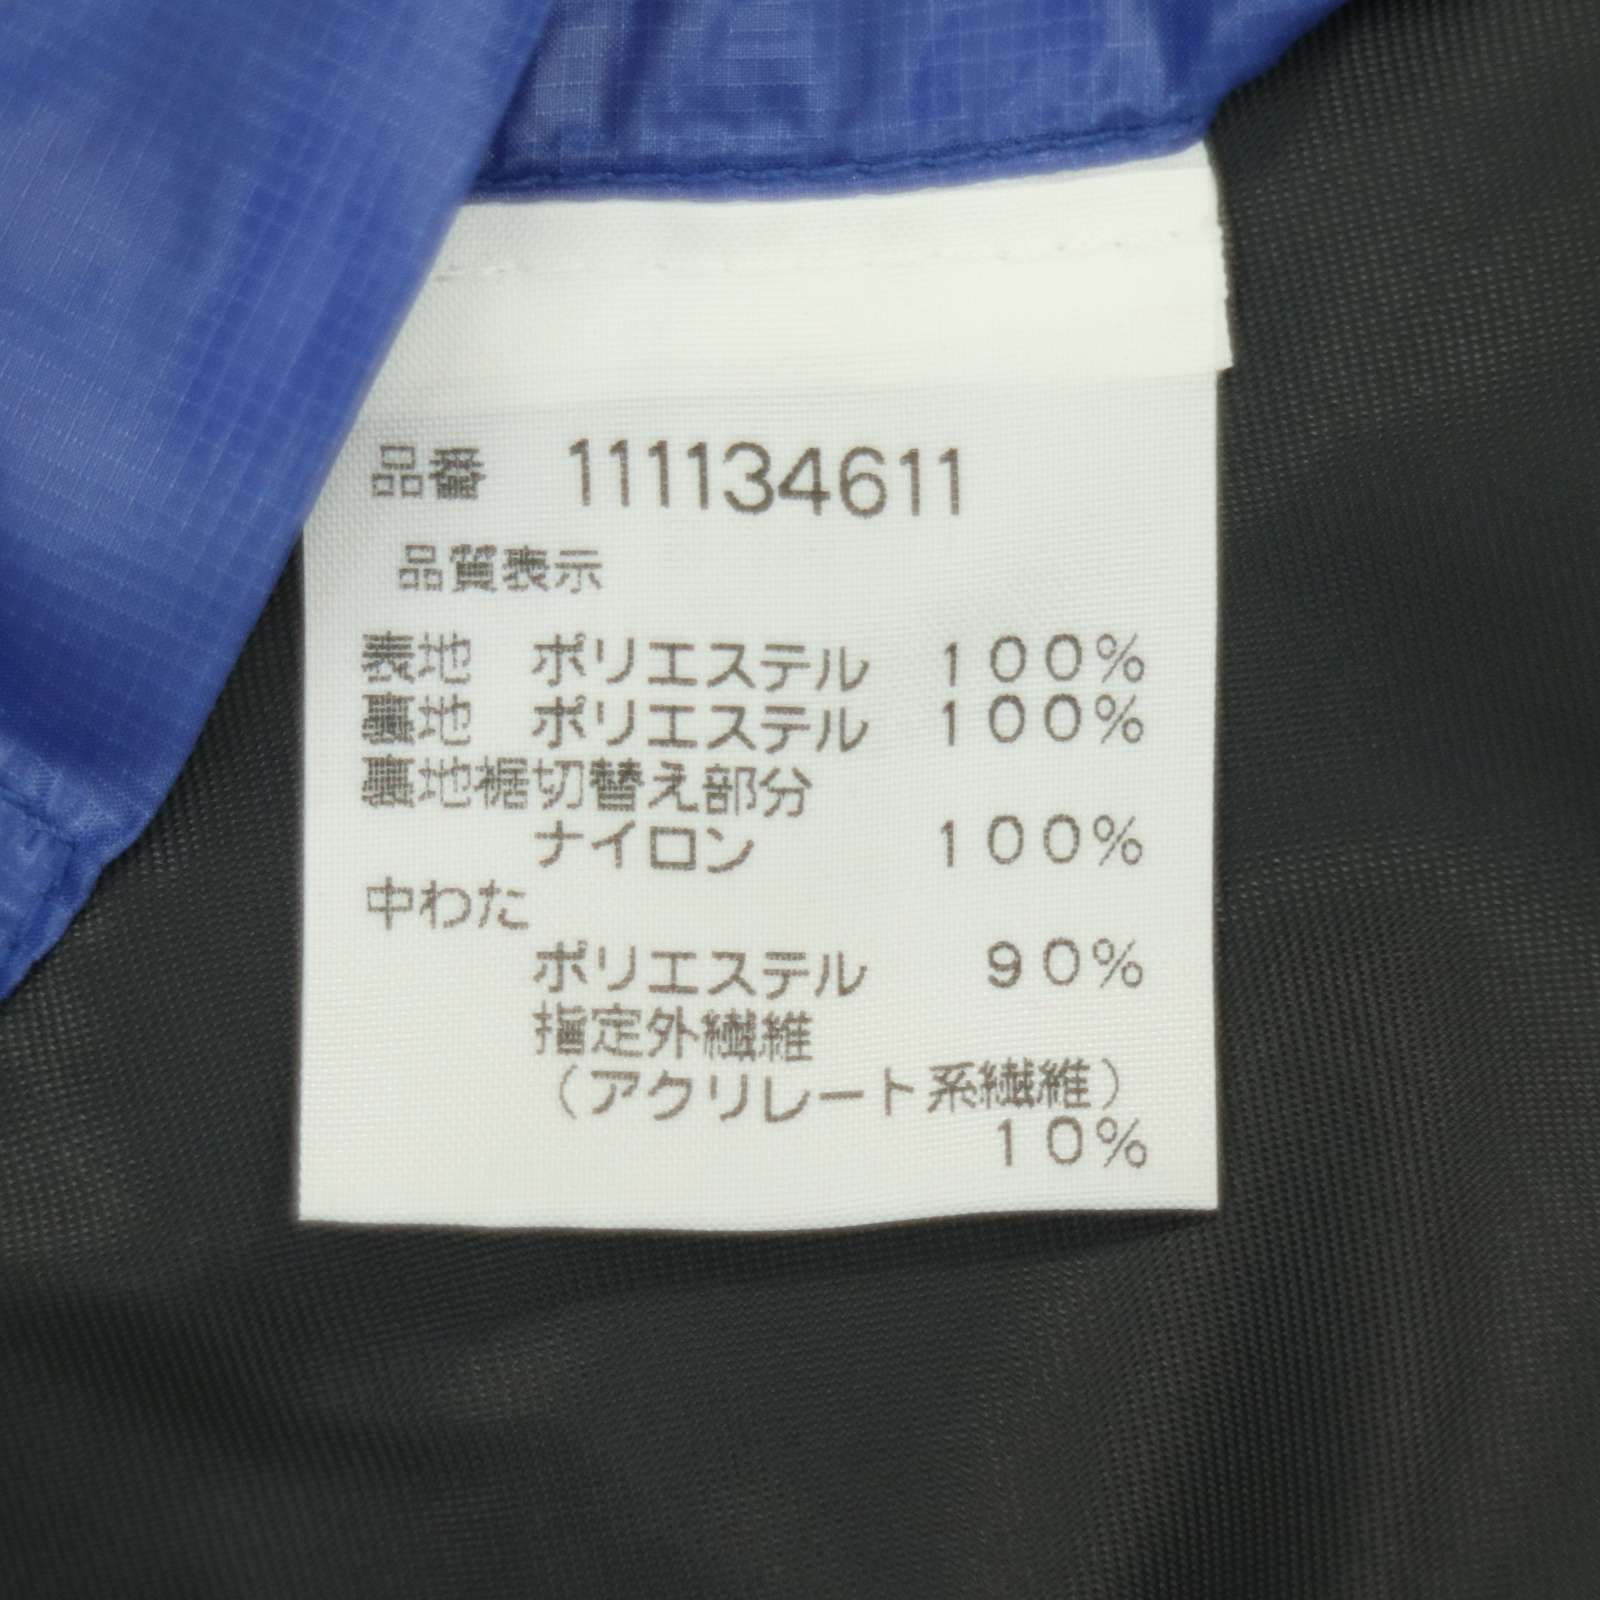 品番 111134611
品質表示
表地 ポリエステル 100%
裏地 ポリエステル 100%
裏地裾切替え部分
ナイロン 100%
中わた
ポリエステル 90%
指定外繊維
(アクリレート系繊維)
10%